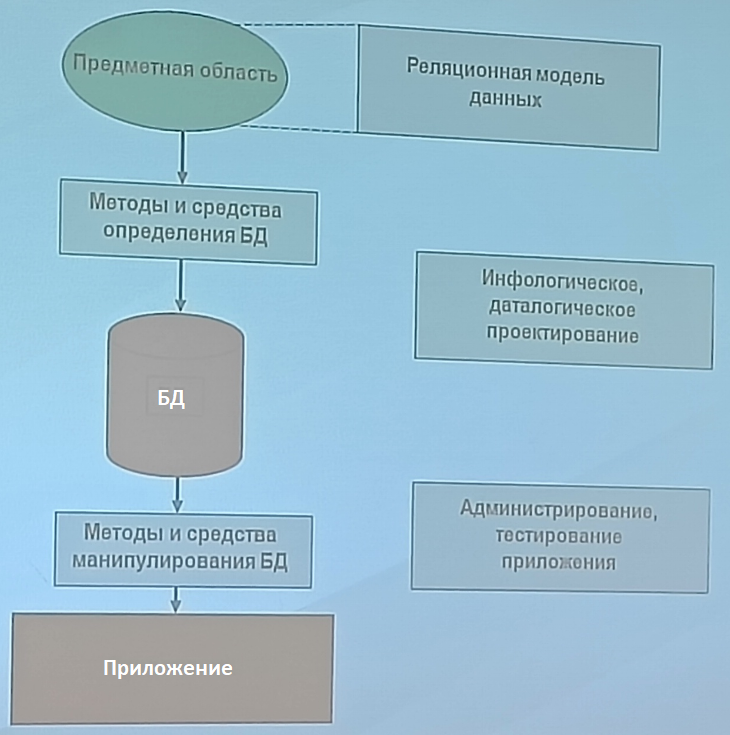 Предметная область
Реляционная модель
данных
Методы и средства
определения БД
Инфологическое,
даталогическое
проектирование
БД
Администрирование,
тестирование
приложения
Методы и средства
манипулирования БД
Приложение